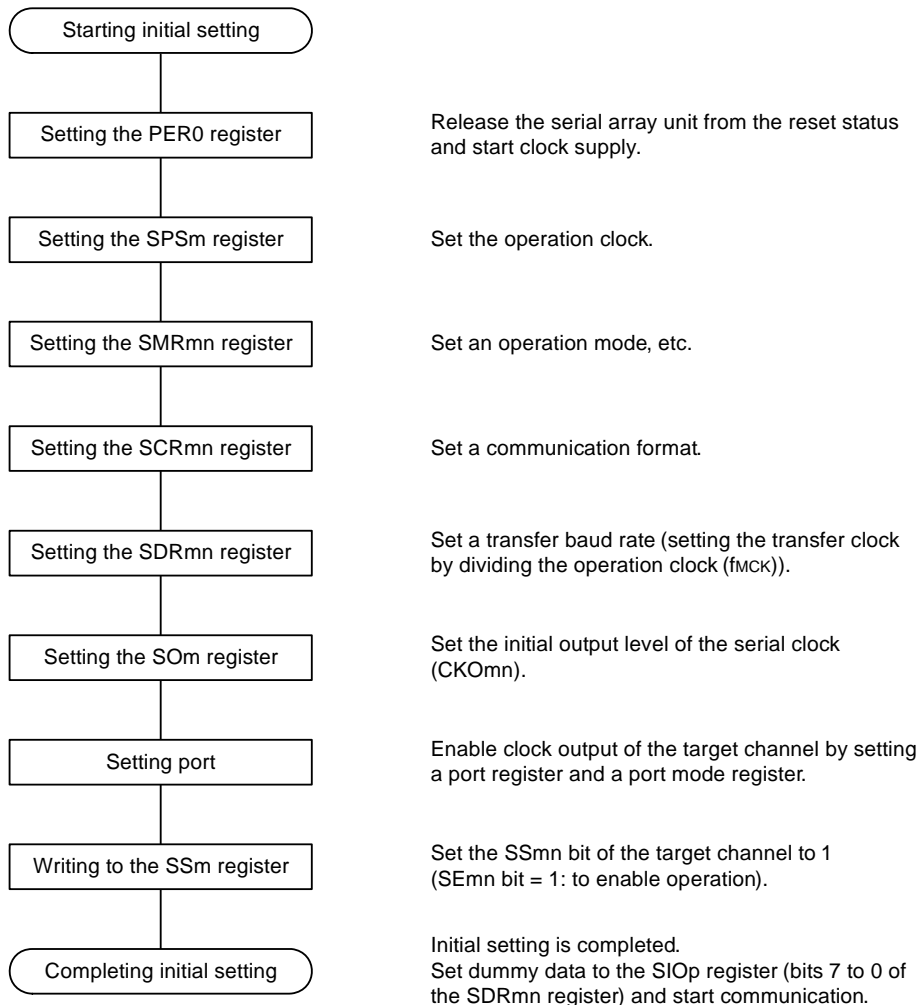 Starting initial setting
Setting the PER0 register
Release the serial array unit from the reset status
and start clock supply.
Setting the SPSm register
Set the operation clock.
Setting the SMRmn register
Set an operation mode, etc.
Setting the SCRmn register
Set a communication format.
Setting the SDRmn register
Set a transfer baud rate (setting the transfer clock
by dividing the operation clock (fMCK)).
Setting the SOm register
Set the initial output level of the serial clock
(CKOmn).
Setting port
Enable clock output of the target channel by setting
a port register and a port mode register.
Writing to the SSm register
Set the SSmn bit of the target channel to 1
(SEmn bit = 1: to enable operation).
Completing initial setting
Initial setting is completed.
Set dummy data to the SIOp register (bits 7 to 0 of
the SDRmn register) and start communication.